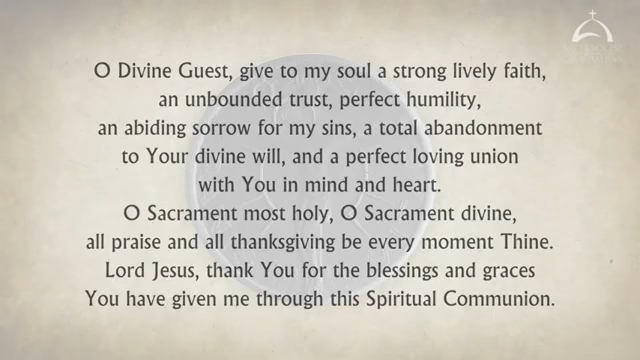 O Divine Guest, give to my soul a strong lively faith,
an unbounded trust, perfect humility,
an abiding sorrow for my sins, a total abandonment
to Your divine will, and a perfect loving union
with You in mind and heart.
O Sacrament most holy, O Sacrament divine,
all praise and all thanksgiving be every moment Thine.
Lord Jesus, thank You for the blessings and graces
You have given me through this Spiritual Communion.